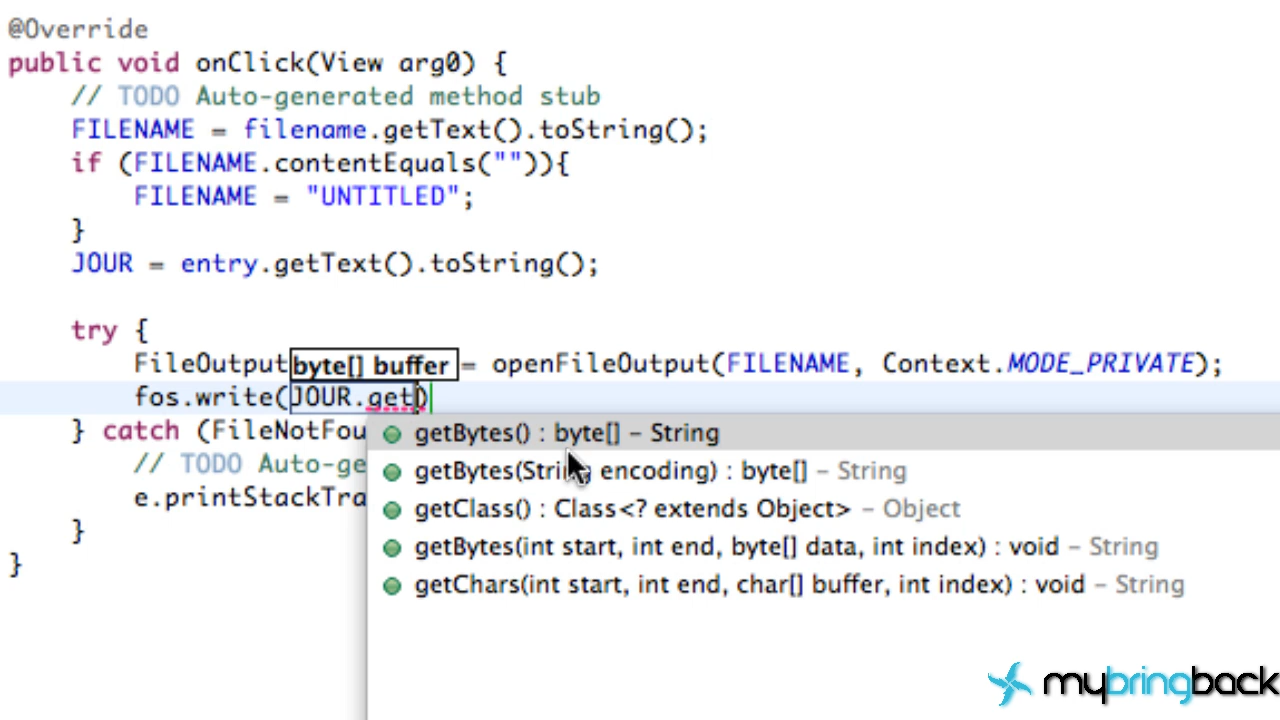 @Override
public void onClick(View arg0) {
// TODO Auto-generated method stub
FILENAME = filename.getText().toString();
if (FILENAME.contentEquals("")){
FILENAME = "UNTITLED";
}
JOUR = entry.getText().toString();
try {
FileOutput byte[] buffer = openFileOutput(FILENAME, Context.MODE_PRIVATE);
fos.write(JOUR.get)
} catch (FileNotFou
getBytes() : byte[] – String
// TODO Auto-ge
getBytes(String encoding) : byte[] – String
e.printStackTra
getClass() : Class<? extends Object> – Object
}
getBytes(int start, int end, byte[] data, int index) : void – String
}
getChars(int start, int end, char[] buffer, int index) : void – String
mybringback